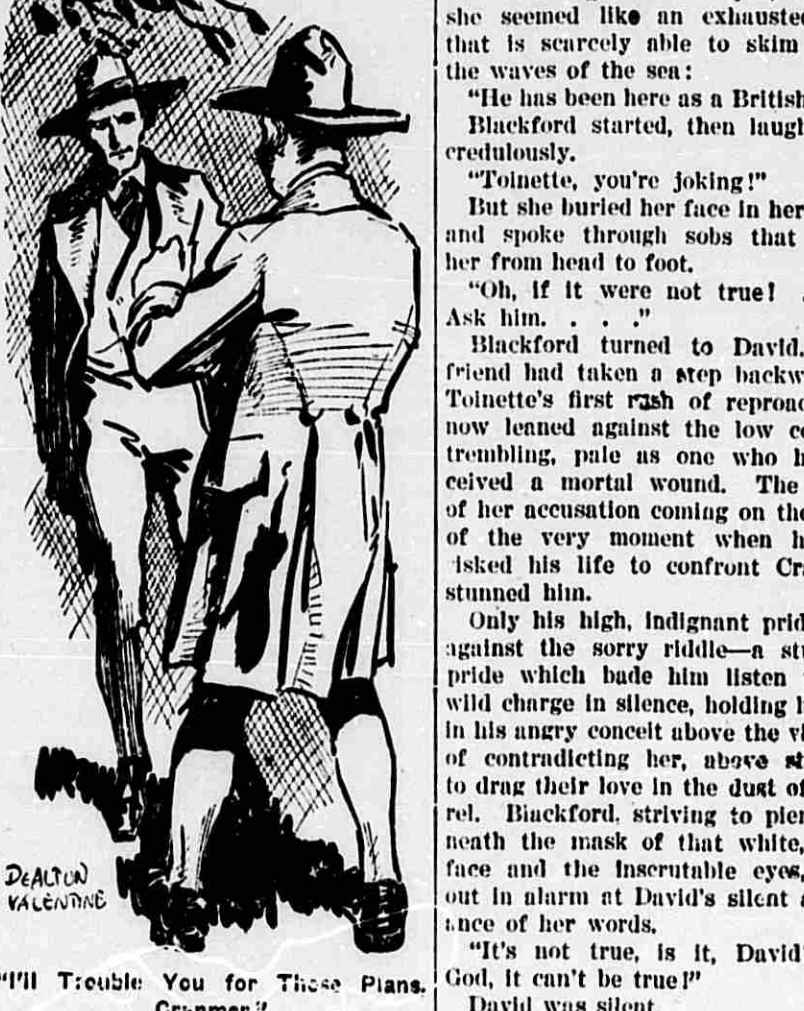 DEALTON
VALENTINE
"I'll Trouble You for These Plans,
she seemed like an exhausted
that is scarcely able to skim
the waves of the sea:
"He has been here as a British
Blackford started, then laugh
credulously.
"Toinette, you're joking!"
But she buried her face in her
and spoke through sobs that
her from head to foot.
"Oh, if it were not true!
Ask him. . . ."
Blackford turned to David.
friend had taken a step backw
Toinette's first rash of reproac
now leaned against the low c
trembling, pale as one who h
ceived a mortal wound. The
of her accusation coming on the
of the very moment when h
isked his life to confront Cr
stunned him.
Only his high, indignant prid
against the sorry riddle—a st
pride which bade him listen
wild charge in silence, holding h
in his angry conceit above the v
of contradicting her, above st
to drag their love in the dust of
rel. Blackford, striving to pier
neath the mask of that white,
face and the inscrutable eyes,
out in alarm at David's silent a
ance of her words.
"It's not true, is it, David
God, it can't be true!"
David was silent.